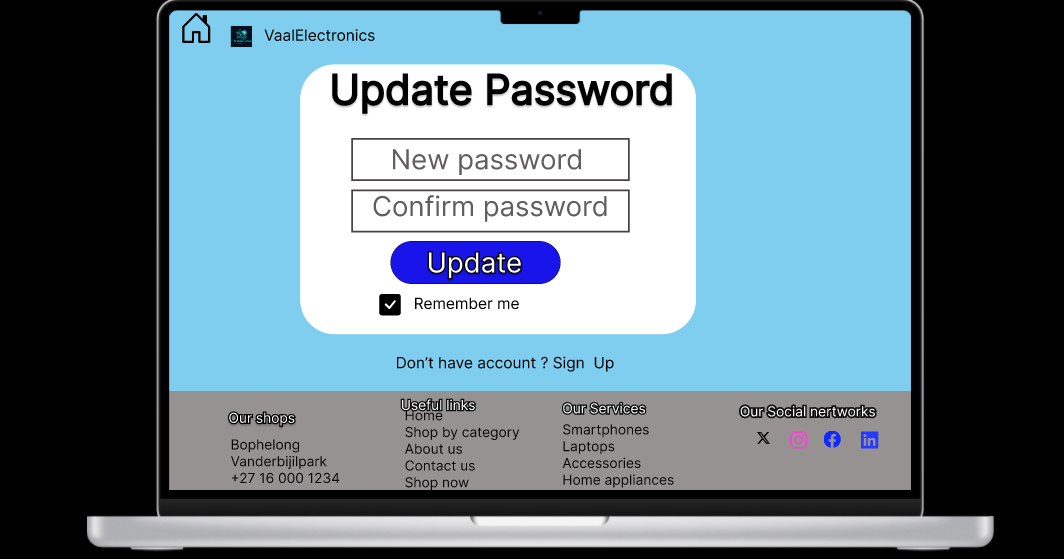 VaalElectronics
Update Password
New password
Confirm password
Update
Remember me
Don't have account ? Sign  Up
Our shops
Bophelong
Vanderbijilpark
+27 16 000 1234
Useful links
Home
Shop by category
About us
Contact us
Shop now
Our Services
Smartphones
Laptops
Accessories
Home appliances
Our Social nertworks